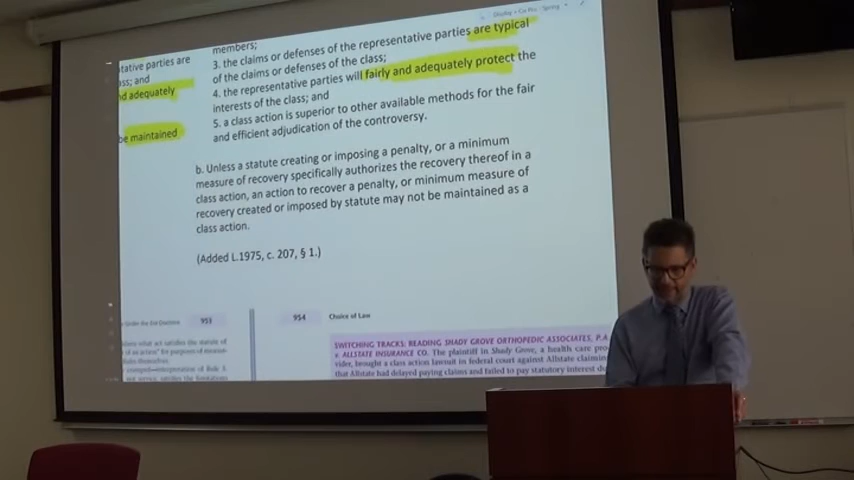 tative parties are
ass; and
nd adequately
be maintained
members;
3. the claims or defenses of the representative parties are typical
of the claims or defenses of the class;
4. the representative parties will fairly and adequately protect the
interests of the class; and
5. a class action is superior to other available methods for the fair
and efficient adjudication of the controversy.
b. Unless a statute creating or imposing a penalty, or a minimum
measure of recovery specifically authorizes the recovery thereof in a
class action, an action to recover a penalty, or minimum measure of
recovery created or imposed by statute may not be maintained as a
class action.
(Added L.1975, c. 207, § 1.)
953
954 Choice of Law
SWITCHING TRACKS: READING SHADY GROVE ORTHOPEDIC ASSOCIATES, P.A.
v. ALLSTATE INSURANCE CO. The plaintiff in Shady Grove, a health care pro
vider, brought a class action lawsuit in federal court against Allstate claiming
that Allstate had delayed paying claims and failed to pay statutory interest du